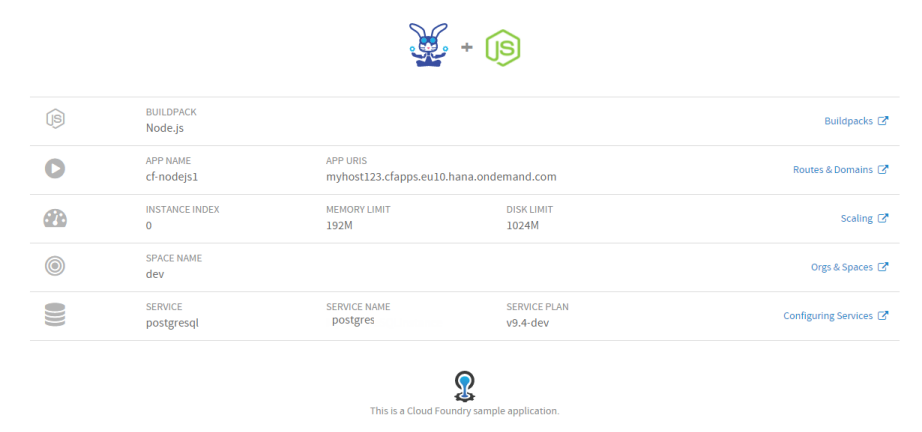 + JS
JS
BUILDPACK
Node.js
Buildpacks
APP NAME
cf-nodejs1
APP URIS
myhost123.cfapps.eu10.hana.ondemand.com
Routes & Domains
INSTANCE INDEX
0
MEMORY LIMIT
192M
DISK LIMIT
1024M
Scaling
SPACE NAME
dev
Orgs & Spaces
SERVICE
postgresql
SERVICE NAME
postgres
SERVICE PLAN
v9.4-dev
Configuring Services
This is a Cloud Foundry sample application.